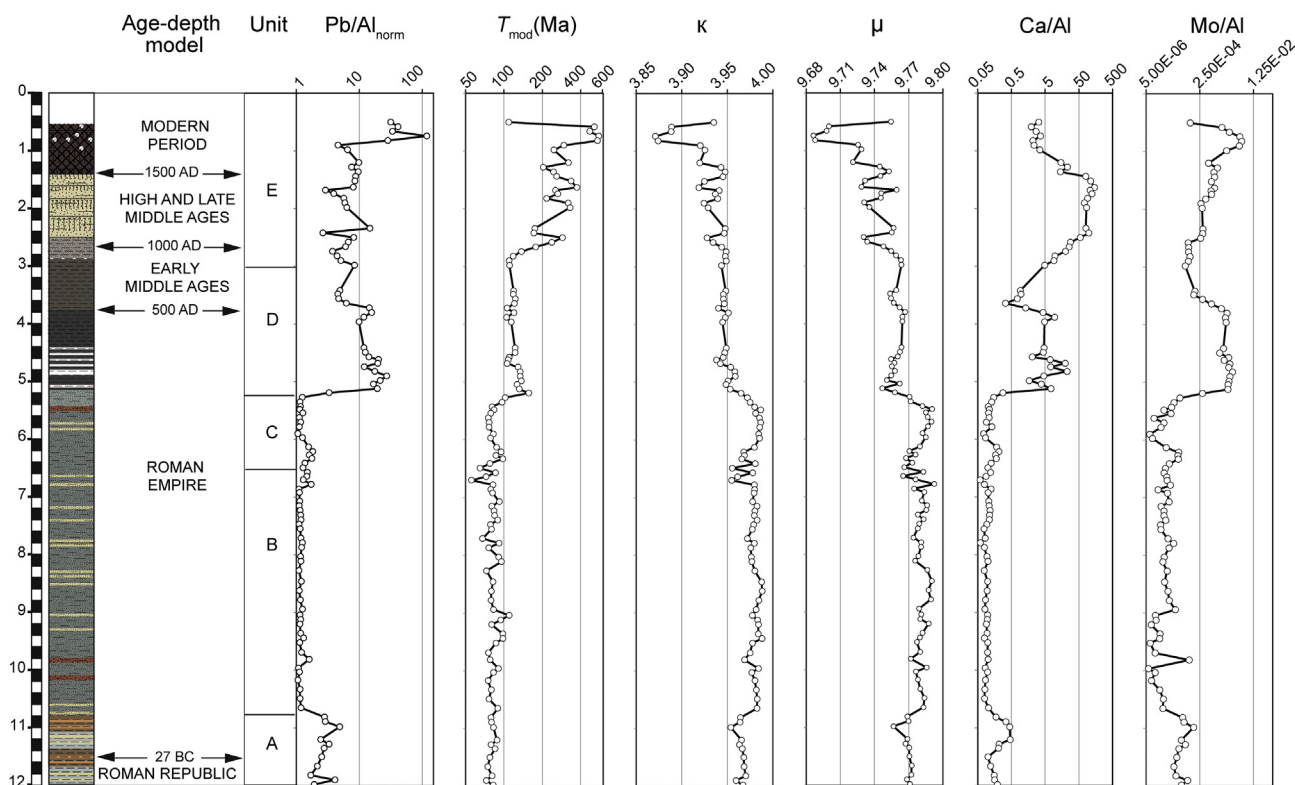 Age-depth
model
Unit
Pb/Alnorm
Tmod(Ma)
κ
μ
Ca/Al
Mo/Al
1 10 100
50 100 200 400 600
3.85 3.90 3.95 4.00
9.68 9.71 9.74 9.77 9.80
0.05 0.5 5 50 500
5.00E-06 2.50E-04 1.25E-02
0
MODERN
PERIOD
1
1500 AD
E
HIGH AND LATE
MIDDLE AGES
2
1000 AD
3
EARLY
MIDDLE AGES
500 AD
D
4
5
C
6
ROMAN
EMPIRE
7
B
8
9
10
11
A
27 BC
ROMAN REPUBLIC
12